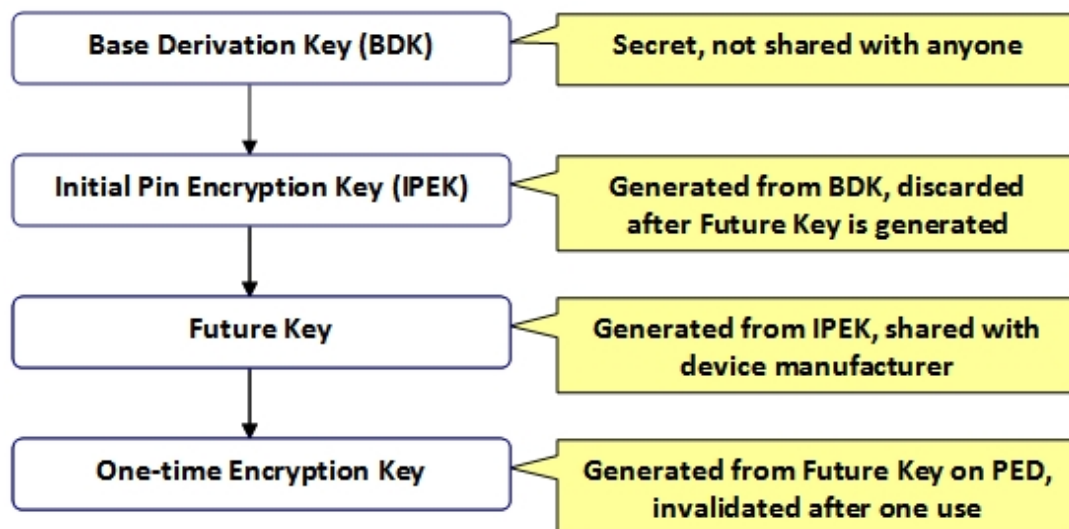 Base Derivation Key (BDK)
Secret, not shared with anyone
Initial Pin Encryption Key (IPEK)
Generated from BDK, discarded
after Future Key is generated
Future Key
Generated from IPEK, shared with
device manufacturer
One-time Encryption Key
Generated from Future Key on PED,
invalidated after one use